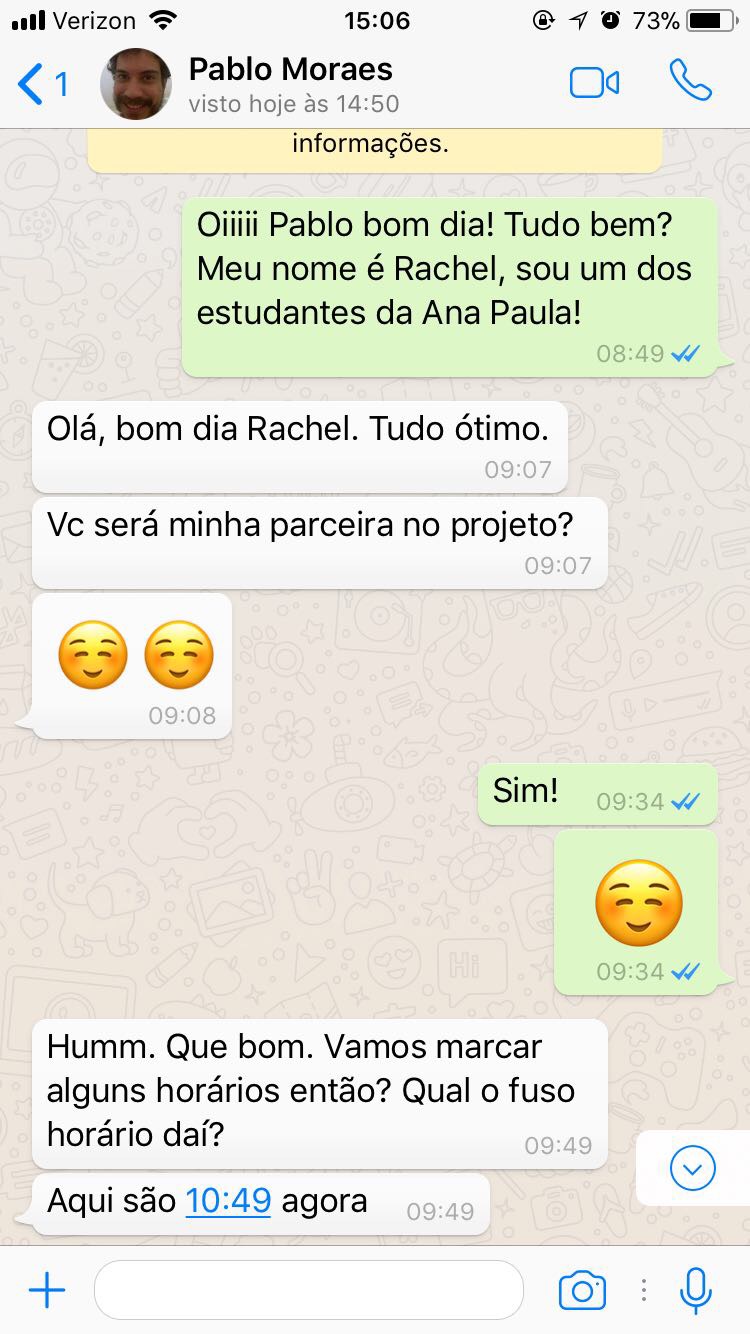 Verizon 15:06 73%
1 Pablo Moraes
visto hoje às 14:50
informações.
Oiiiii Pablo bom dia! Tudo bem?
Meu nome é Rachel, sou um dos
estudantes da Ana Paula!
08:49
Olá, bom dia Rachel. Tudo ótimo.
09:07
Vc será minha parceira no projeto?
09:07
☺️☺️
09:08
Sim! 09:34
☺️
09:34
Humm. Que bom. Vamos marcar
alguns horários então? Qual o fuso
horário daí?
09:49
Aqui são 10:49 agora 09:49